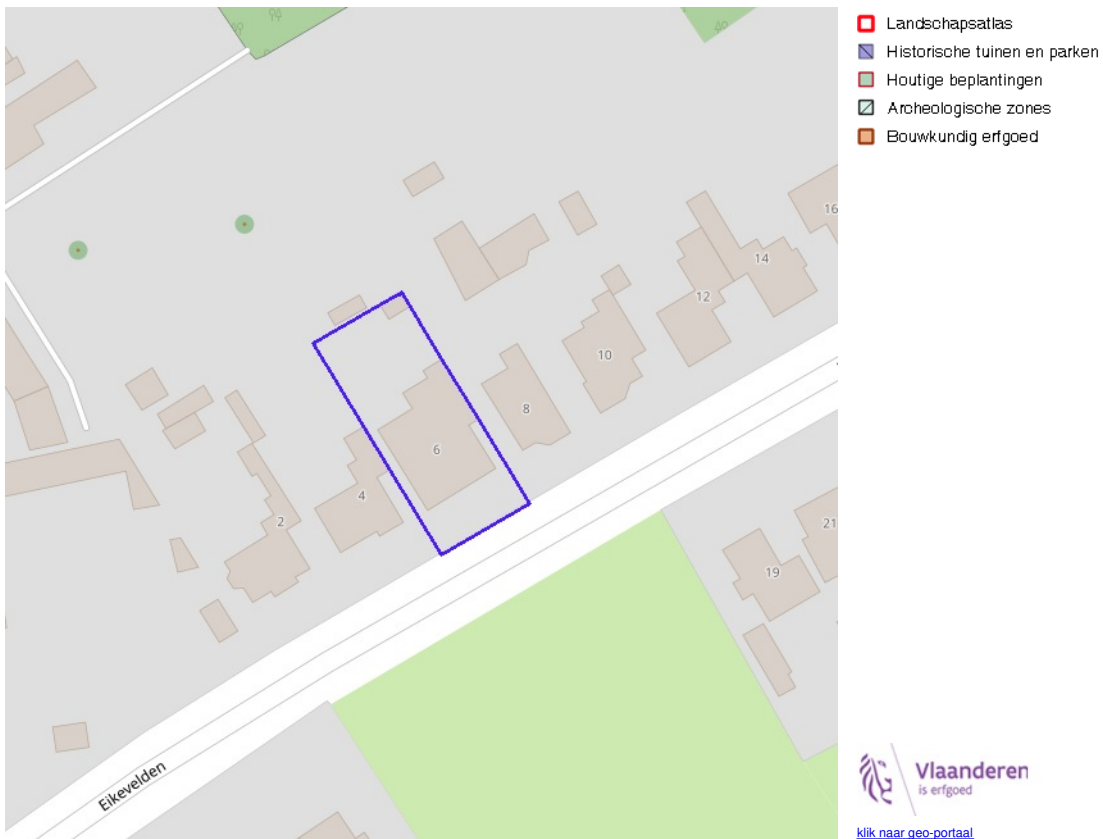 Landschapsatlas
Historische tuinen en parken
Houtige beplantingen
Archeologische zones
Bouwkundig erfgoed
16
14
12
10
8
6
4
2
21
19
Eikevelden
Vlaanderen
is erfgoed
klik naar geo-portaal